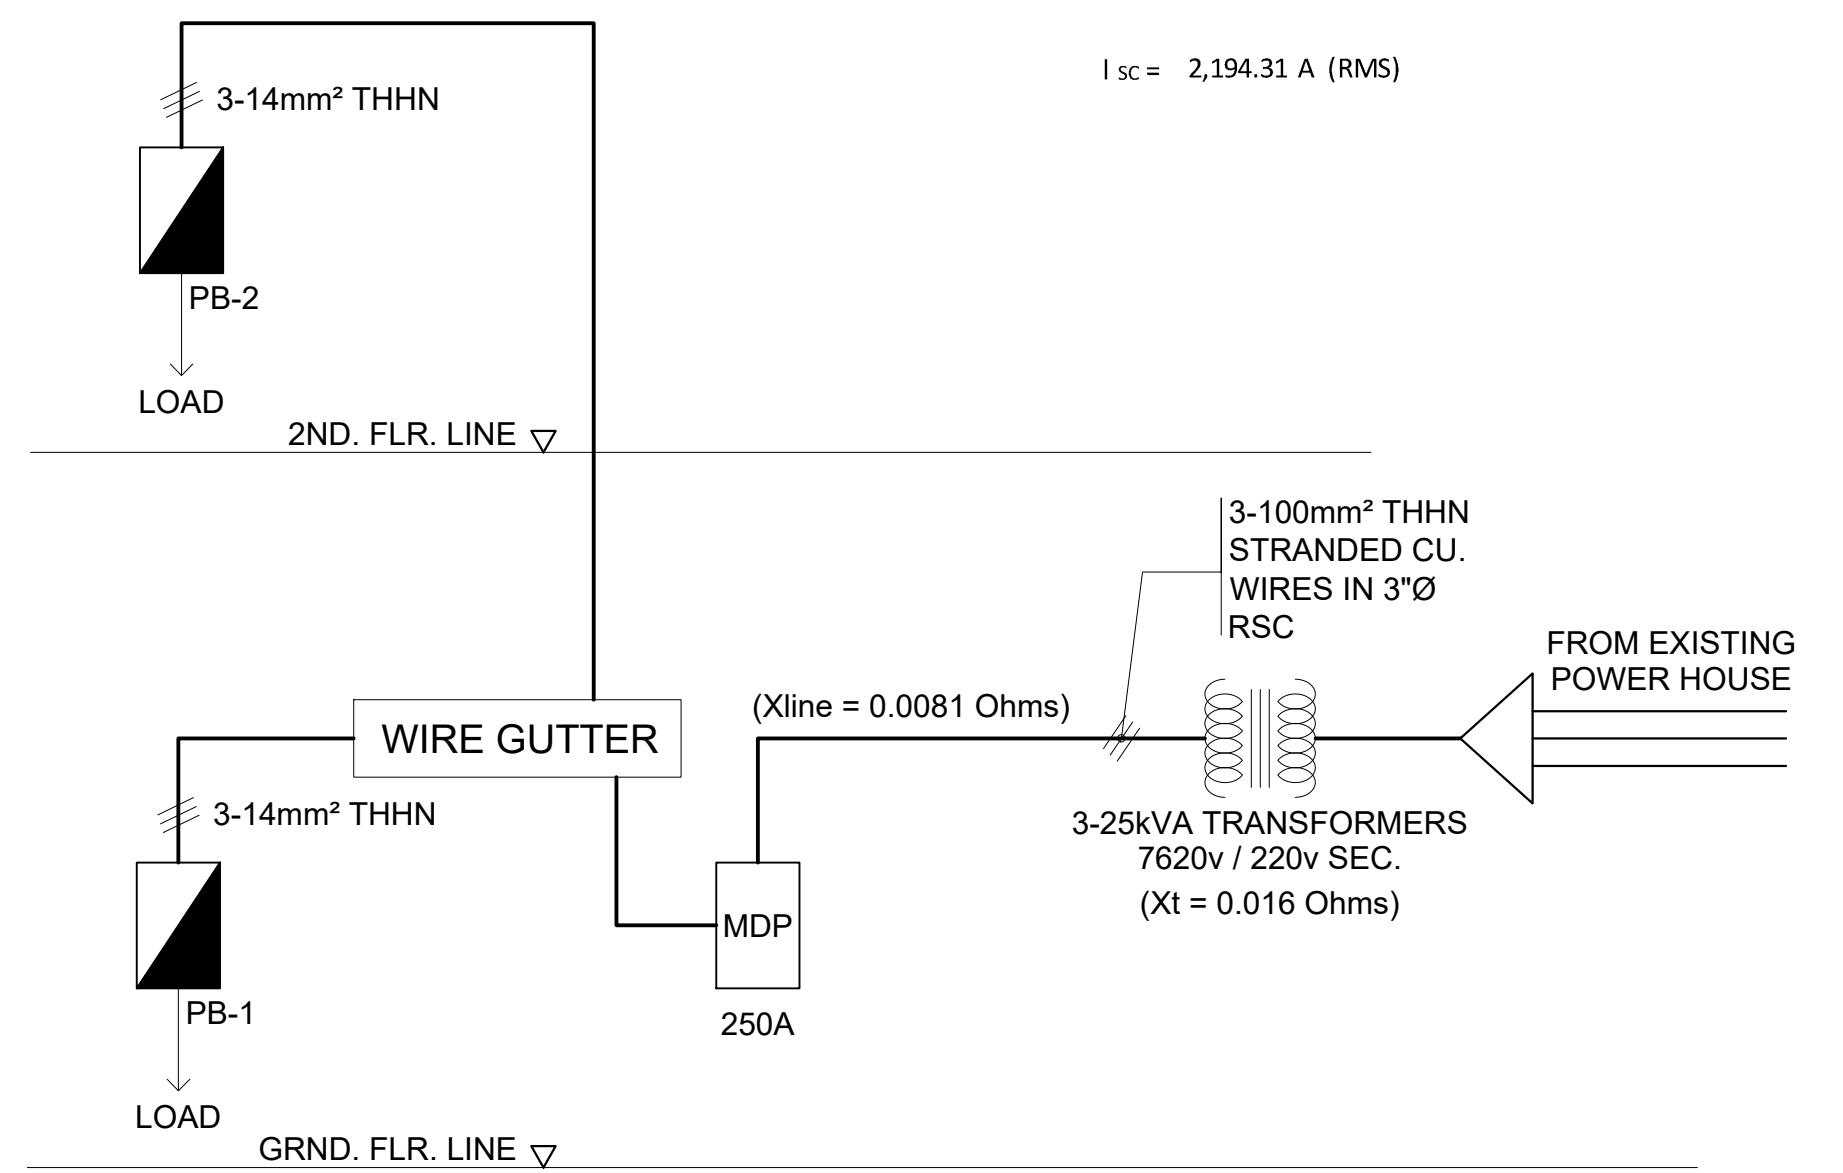 I SC = 2,194.31 A (RMS)
3-14mm² THHN
PB-2
LOAD
2ND. FLR. LINE
3-100mm² THHN
STRANDED CU.
WIRES IN 3"Ø
RSC
FROM EXISTING
POWER HOUSE
(Xline = 0.0081 Ohms)
WIRE GUTTER
3-14mm² THHN
3-25kVA TRANSFORMERS
7620v / 220v SEC.
(Xt = 0.016 Ohms)
MDP
250A
PB-1
LOAD
GRND. FLR. LINE